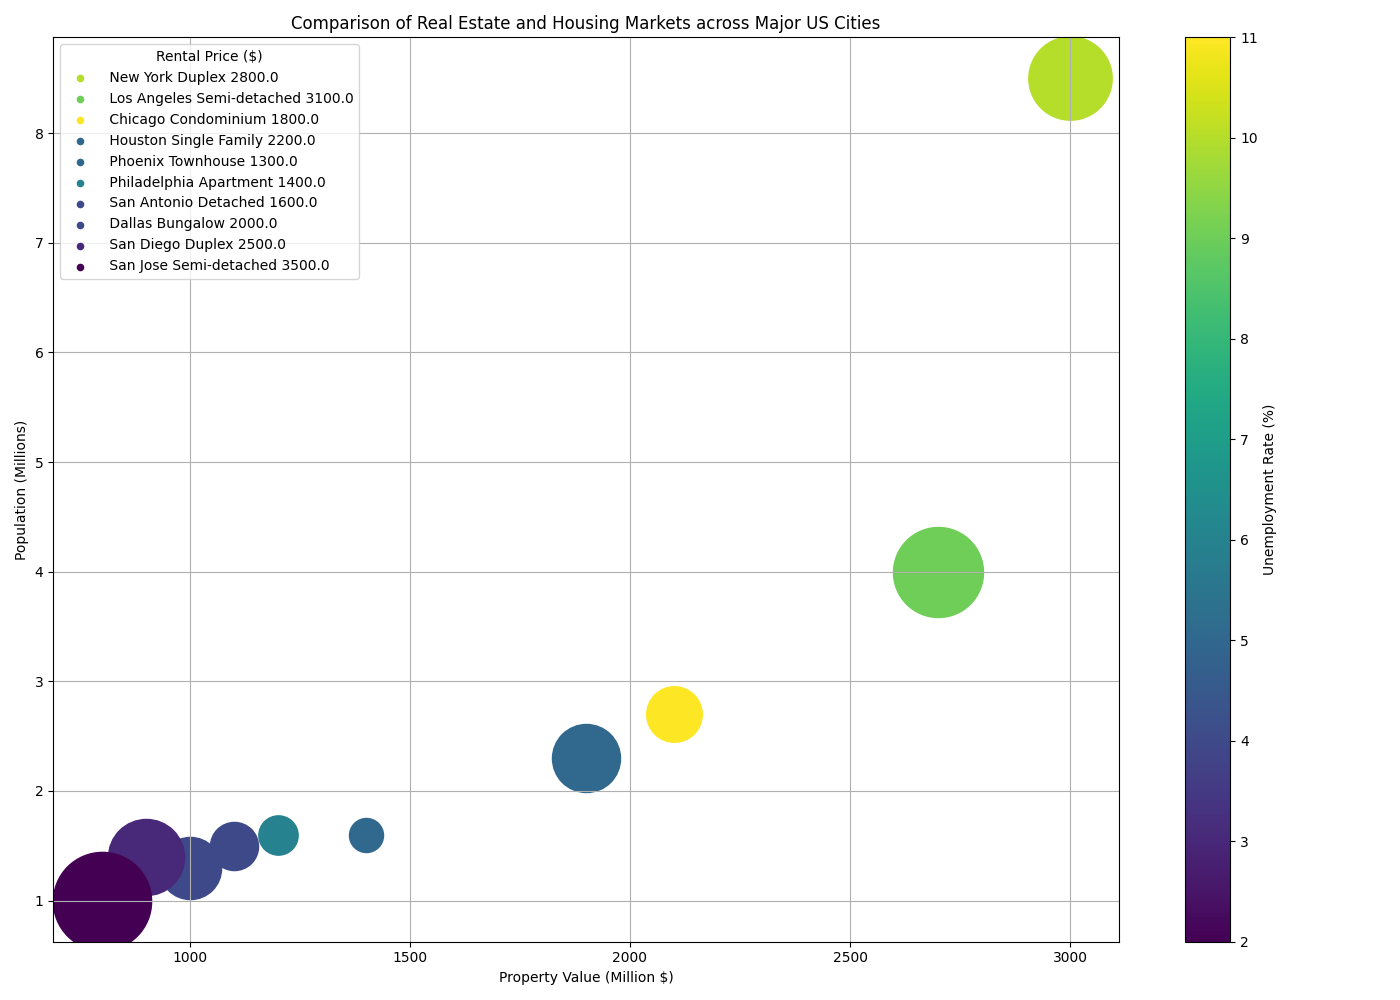 Comparison of Real Estate and Housing Markets across Major US Cities
Rental Price ($)
New York Duplex 2800.0
Los Angeles Semi-detached 3100.0
Chicago Condominium 1800.0
Houston Single Family 2200.0
Phoenix Townhouse 1300.0
Philadelphia Apartment 1400.0
San Antonio Detached 1600.0
Dallas Bungalow 2000.0
San Diego Duplex 2500.0
San Jose Semi-detached 3500.0
Population (Millions)
8
7
6
5
4
3
2
1
1000
1500
2000
2500
3000
Property Value (Million $)
11
10
9
8
7
6
5
4
3
2
Unemployment Rate (%)